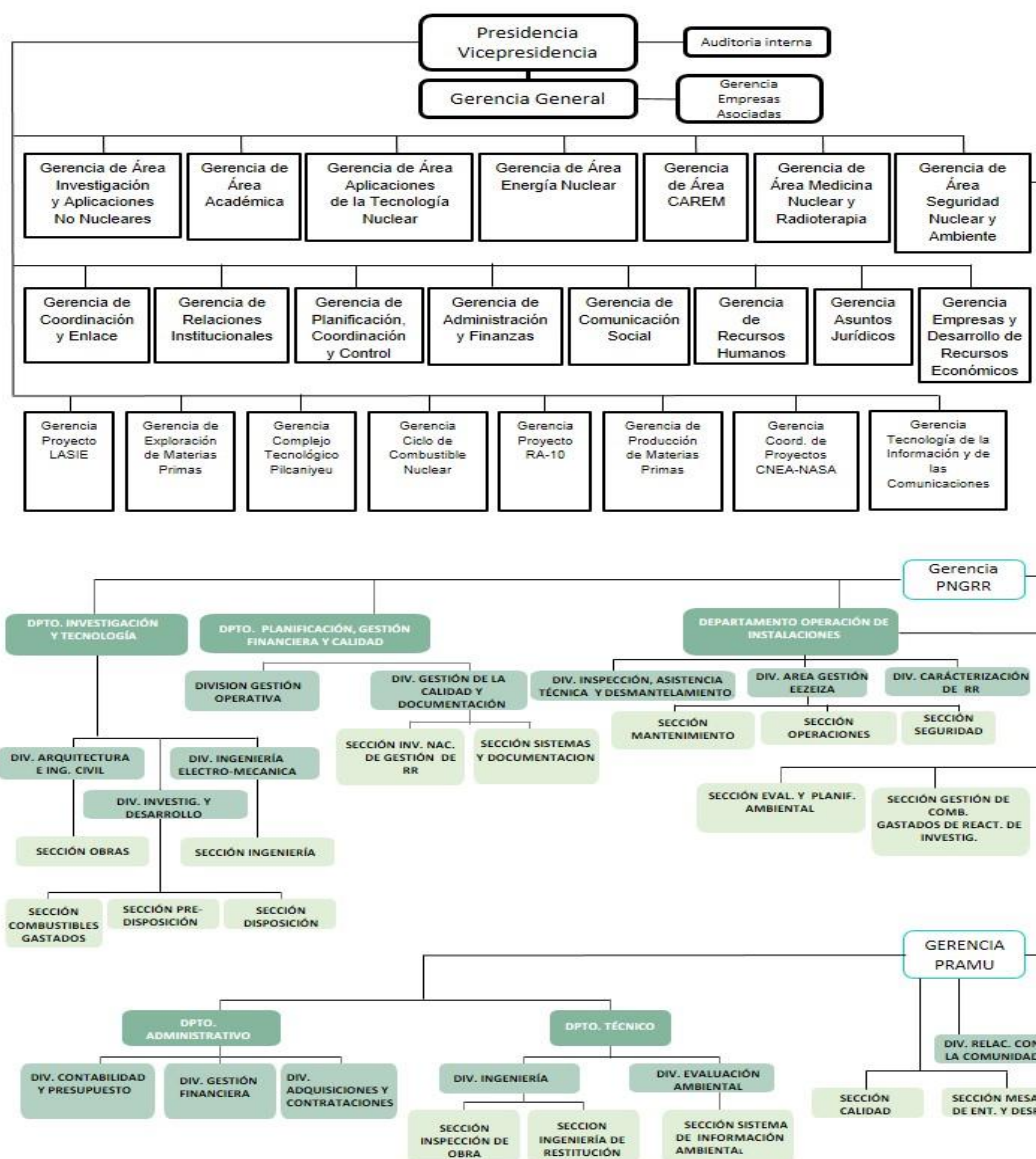 Presidencia
Vicepresidencia
Auditoria interna
Gerencia General
Gerencia
Empresas
Asociadas
Gerencia de Área
Investigación
y Aplicaciones
No Nucleares
Gerencia de
Área
Académica
Gerencia de Área
Aplicaciones
de la Tecnología
Nuclear
Gerencia de Área
Energía Nuclear
Gerencia
de Área
CAREM
Gerencia de
Área Medicina
Nuclear y
Radioterapia
Gerencia de
Área
Seguridad
Nuclear y
Ambiente
Gerencia de
Coordinación
y Enlace
Gerencia de
Relaciones
Institucionales
Gerencia de
Planificación,
Coordinación
y Control
Gerencia de
Administración
y Finanzas
Gerencia de
Comunicación
Social
Gerencia
de
Recursos
Humanos
Gerencia
Asuntos
Jurídicos
Gerencia
Empresas y
Desarrollo de
Recursos
Económicos
Gerencia
Proyecto
LASIE
Gerencia de
Exploración
de Materias
Primas
Gerencia
Complejo
Tecnológico
Pilcaniyeu
Gerencia
Ciclo de
Combustible
Nuclear
Gerencia
Proyecto
RA-10
Gerencia de
Producción
de Materias
Primas
Gerencia
Coord. de
Proyectos
CNEA-NASA
Gerencia
Tecnología de la
Información y de
las
Comunicaciones
Gerencia
PNGRR
DPTO. INVESTIGACIÓN
Y TECNOLOGÍA
DPTO. PLANIFICACIÓN, GESTIÓN
FINANCIERA Y CALIDAD
DEPARTAMENTO OPERACIÓN DE
INSTALACIONES
DIVISION GESTIÓN
OPERATIVA
DIV. GESTIÓN DE LA
CALIDAD Y
DOCUMENTACIÓN
DIV. INSPECCIÓN, ASISTENCIA
TÉCNICA Y DESMANTELAMIENTO
DIV. AREA GESTIÓN
EEZEIZA
DIV. CARÁCTERIZACIÓN
DE RR
SECCIÓN
MANTENIMIENTO
SECCIÓN
OPERACIONES
SECCIÓN
SEGURIDAD
SECCIÓN INV. NAC.
DE GESTIÓN DE
RR
SECCIÓN SISTEMAS
Y DOCUMENTACION
DIV. ARQUITECTURA
E ING. CIVIL
DIV. INGENIERÍA
ELECTRO-MECANICA
DIV. INVESTIG. Y
DESARROLLO
SECCIÓN EVAL. Y PLANIF.
AMBIENTAL
SECCIÓN GESTIÓN DE
COMB.
GASTADOS DE REACT. DE
INVESTIG.
SECCIÓN OBRAS
SECCIÓN INGENIERÍA
SECCIÓN
COMBUSTIBLES
GASTADOS
SECCIÓN PRE-
DISPOSICIÓN
SECCIÓN
DISPOSICIÓN
GERENCIA
PRAMU
DPTO.
ADMINISTRATIVO
DPTO. TÉCNICO
DIV. RELAC. CON
LA COMUNIDAD
DIV. CONTABILIDAD
Y PRESUPUESTO
DIV. GESTIÓN
FINANCIERA
DIV.
ADQUISICIONES Y
CONTRATACIONES
DIV. INGENIERÍA
DIV. EVALUACIÓN
AMBIENTAL
SECCIÓN
CALIDAD
SECCIÓN MESA
DE ENT. Y DESP
SECCIÓN
INSPECCIÓN DE
OBRA
SECCION
INGENIERÍA DE
RESTITUCIÓN
SECCIÓN SISTEMA
DE INFORMACIÓN
AMBIENTAL